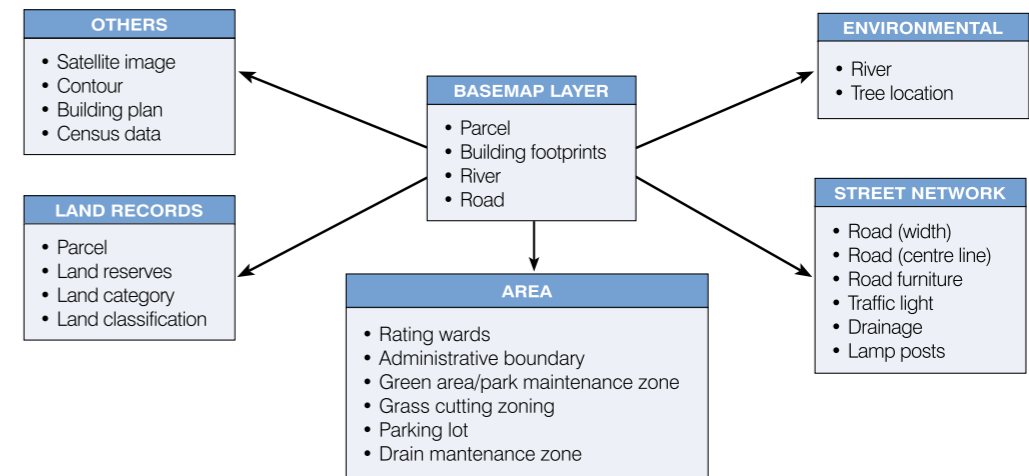 OTHERS
• Satellite image
• Contour
• Building plan
• Census data
BASEMAP LAYER
• Parcel
• Building footprints
• River
• Road
ENVIRONMENTAL
• River
• Tree location
LAND RECORDS
• Parcel
• Land reserves
• Land category
• Land classification
AREA
• Rating wards
• Administrative boundary
• Green area/park maintenance zone
• Grass cutting zoning
• Parking lot
• Drain mantenance zone
STREET NETWORK
• Road (width)
• Road (centre line)
• Road furniture
• Traffic light
• Drainage
• Lamp posts